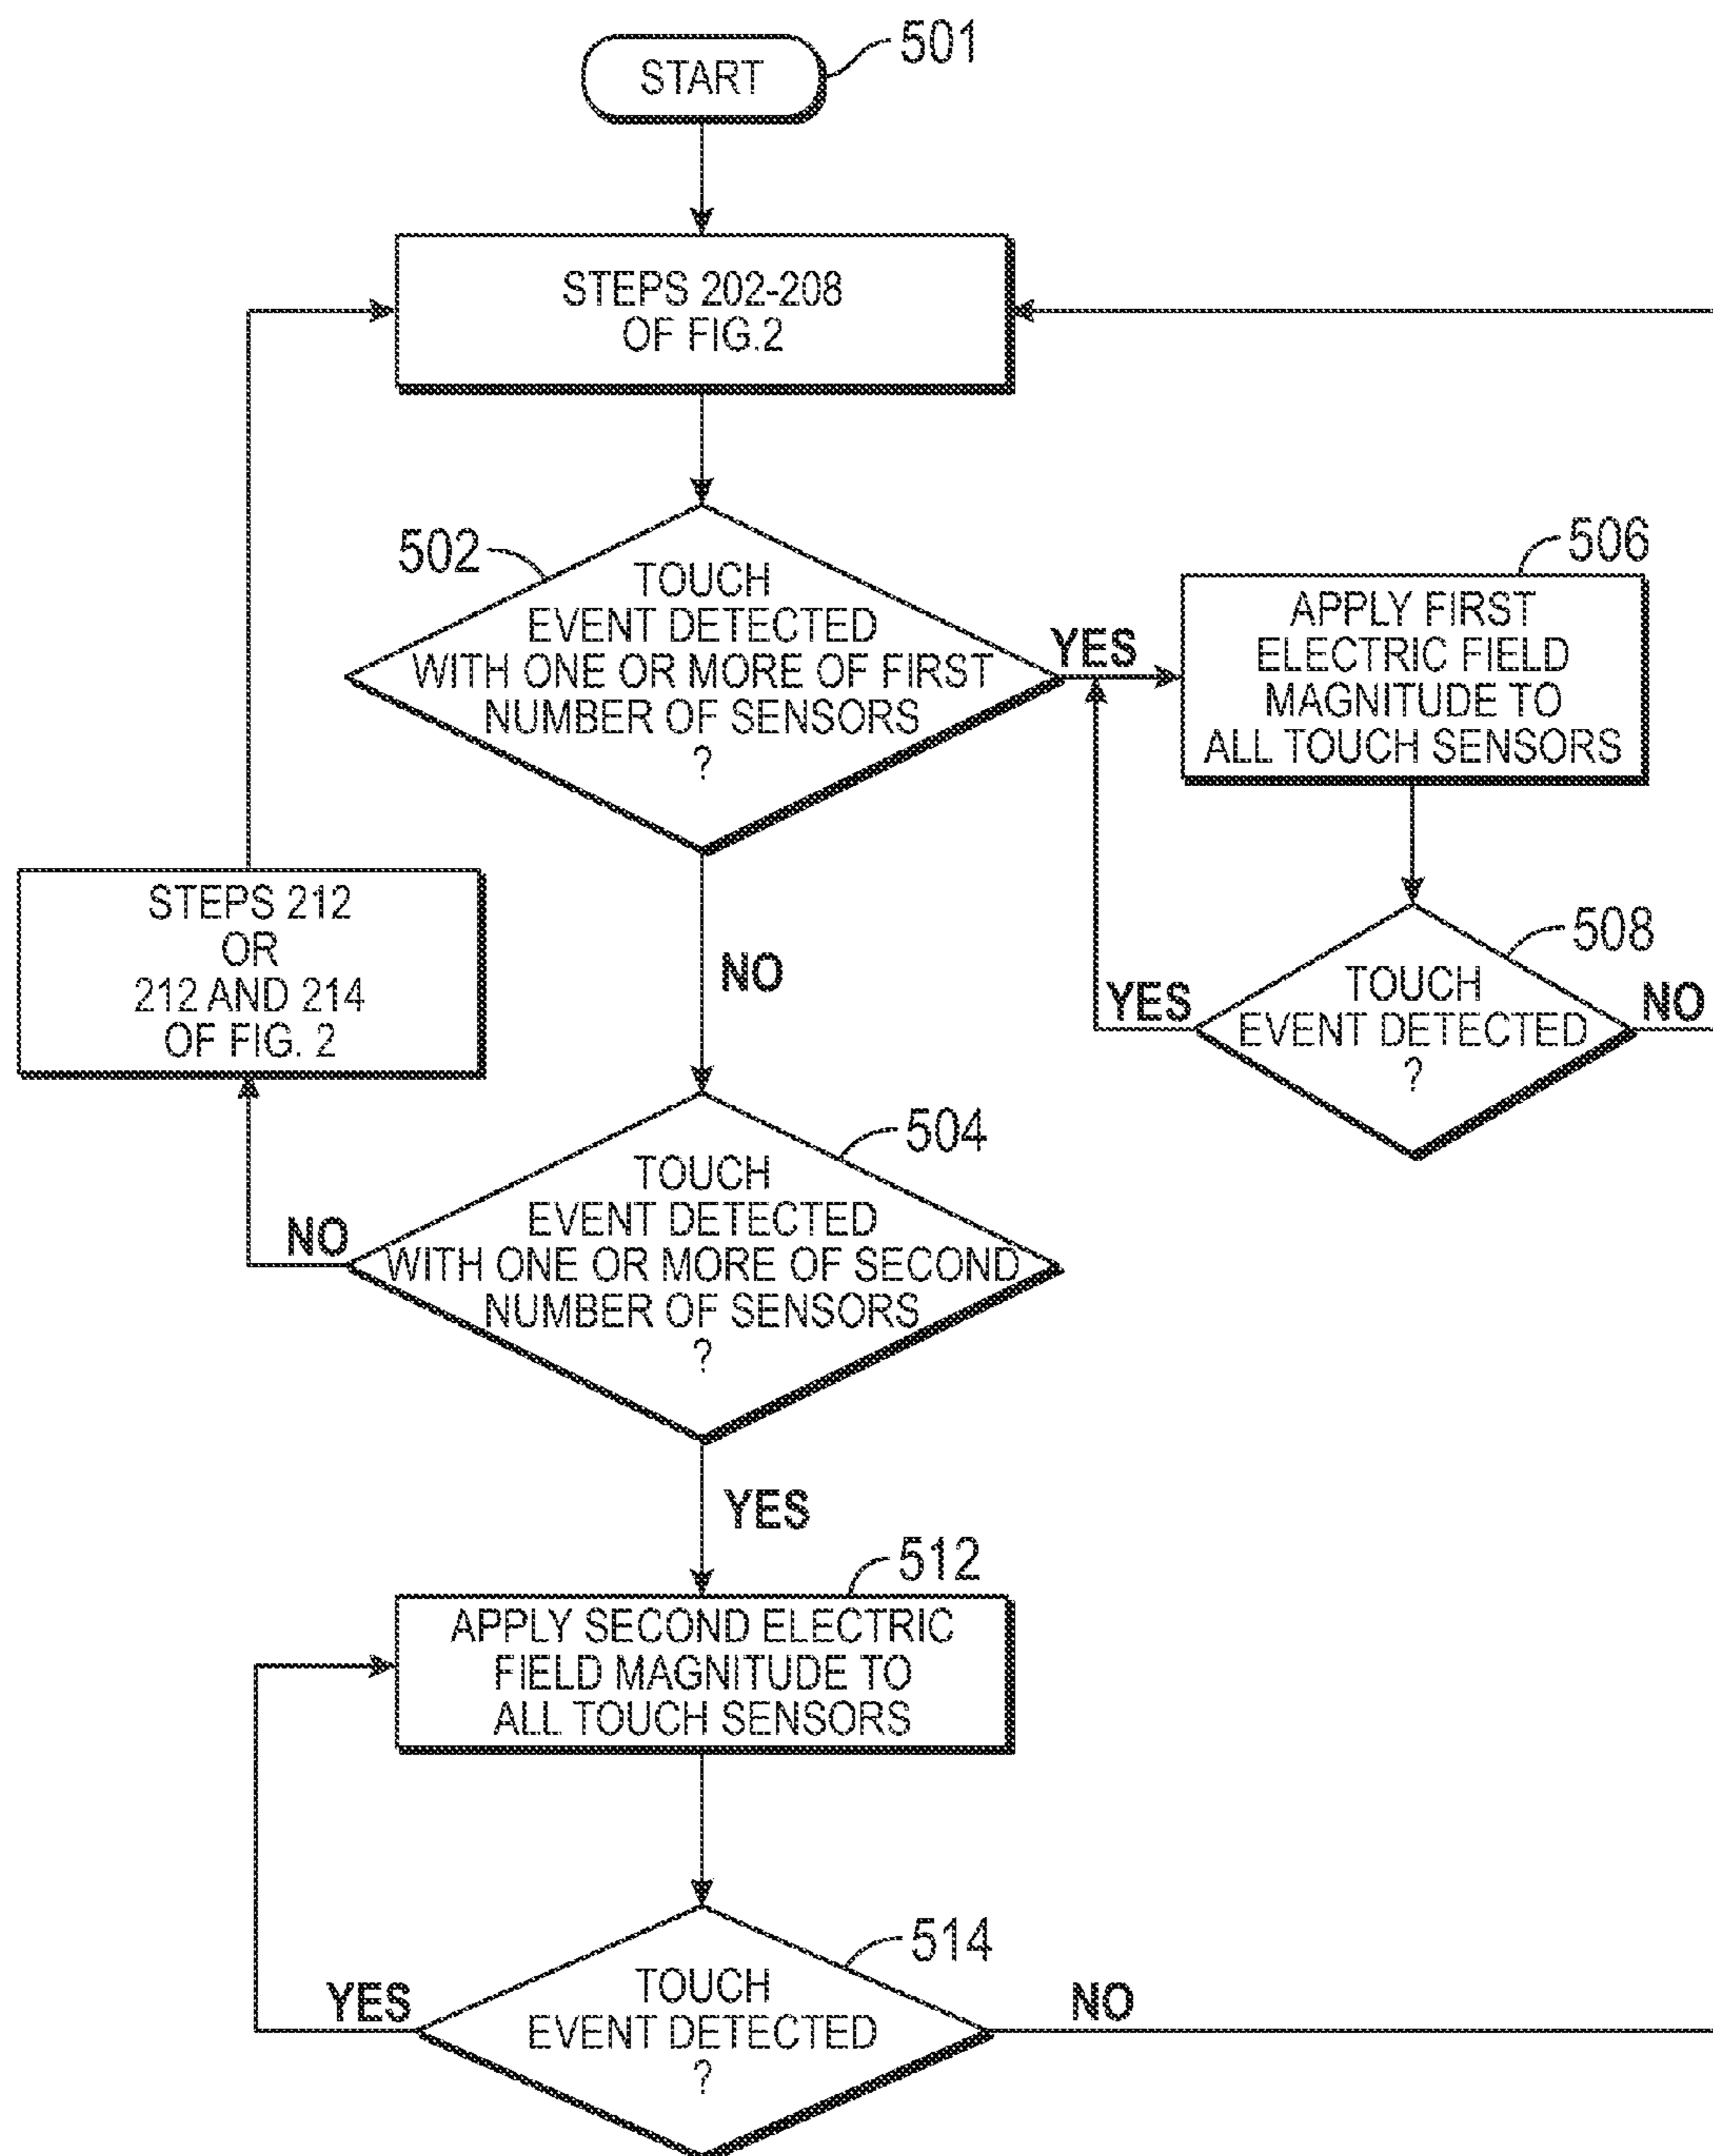 START
501
STEPS 202-208
OF FIG.2
502
TOUCH
EVENT DETECTED
WITH ONE OR MORE OF FIRST
NUMBER OF SENSORS
?
YES
506
APPLY FIRST
ELECTRIC FIELD
MAGNITUDE TO
ALL TOUCH SENSORS
STEPS 212
OR
212 AND 214
OF FIG. 2
NO
508
TOUCH
EVENT DETECTED
?
YES
NO
504
TOUCH
EVENT DETECTED
WITH ONE OR MORE OF SECOND
NUMBER OF SENSORS
?
NO
YES
512
APPLY SECOND ELECTRIC
FIELD MAGNITUDE TO
ALL TOUCH SENSORS
514
TOUCH
EVENT DETECTED
?
YES
NO